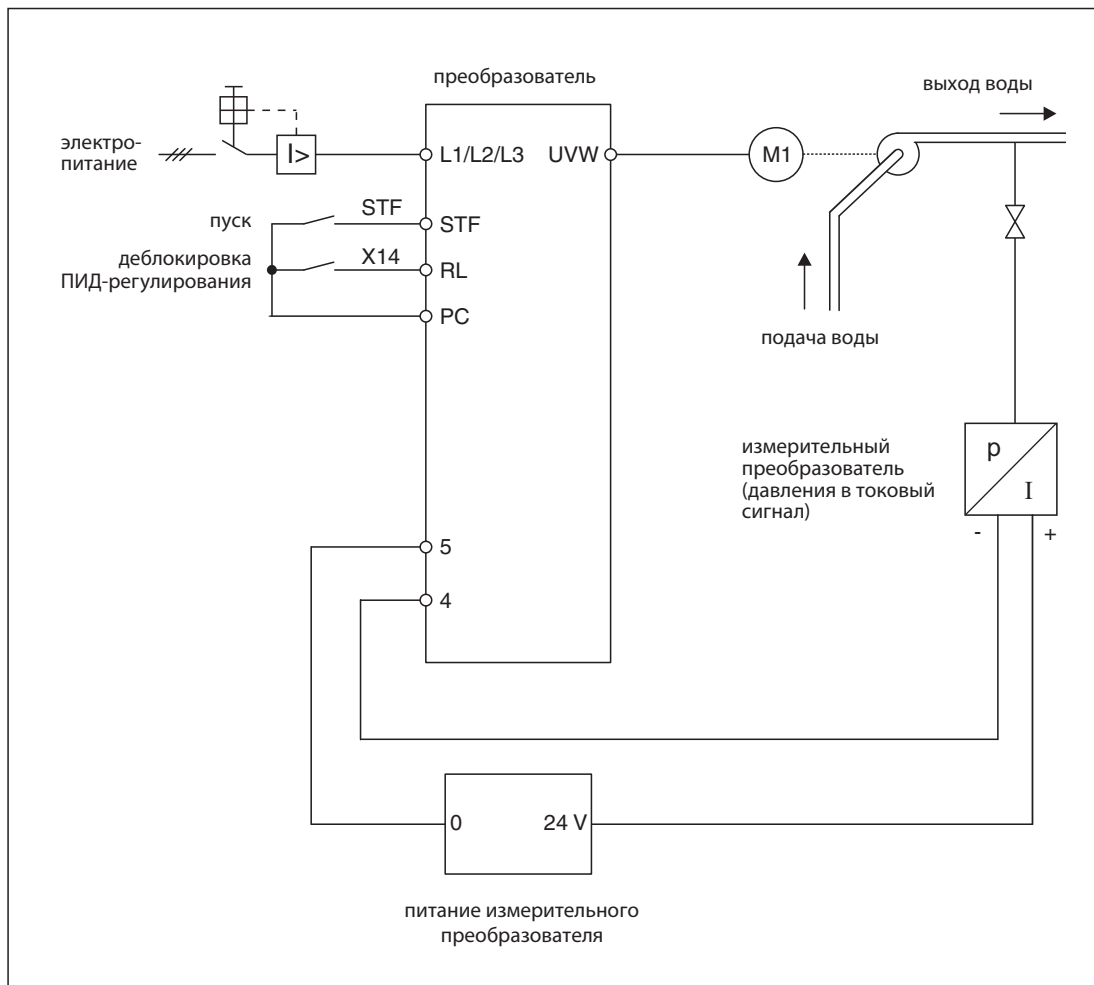 преобразователь
выход воды
электро-
питание
I>
L1/L2/L3
UVW
M1
пуск
STF
STF
деблокировка
ПИД-регулирования
X14
RL
PC
подача воды
измерительный
преобразователь
(давления в токовый
сигнал)
p
I
-
+
5
4
0
24 V
питание измерительного
преобразователя